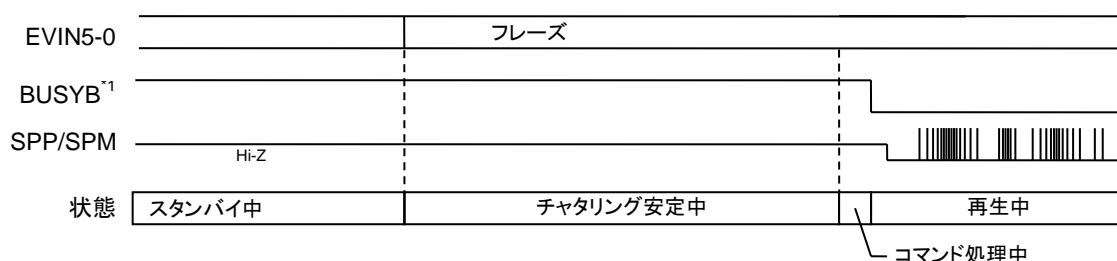 EVIN5-0 フレーズ
BUSYB*1
SPP/SPM
Hi-Z
状態 スタンバイ中 チャタリング安定中 再生中
コマンド処理中